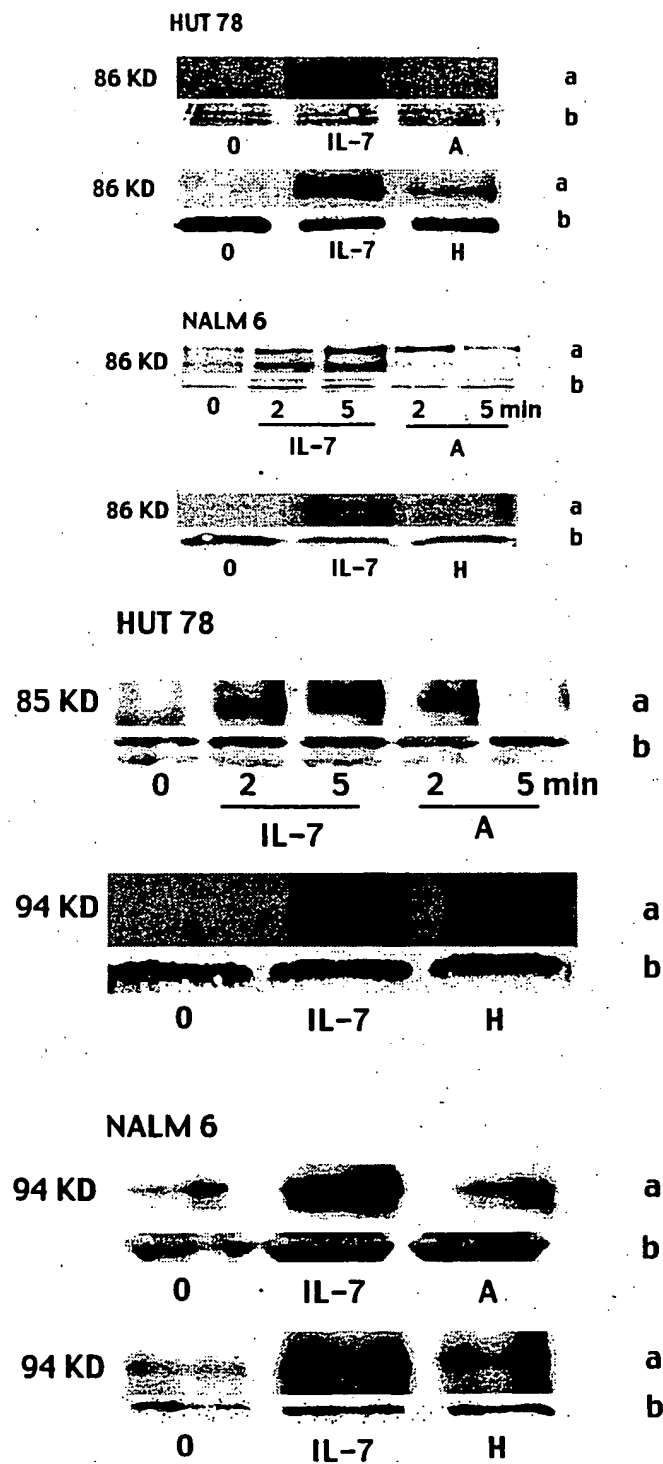 HUT 78
86 KD a
b
0 IL-7 A
86 KD a
b
0 IL-7 H
NALM 6
86 KD a
b
0 2 5 2 5 min
IL-7 A
86 KD a
b
0 IL-7 H
HUT 78
85 KD a
b
0 2 5 2 5 min
IL-7 A
94 KD a
b
0 IL-7 H
NALM 6
94 KD a
b
0 IL-7 A
94 KD a
b
0 IL-7 H